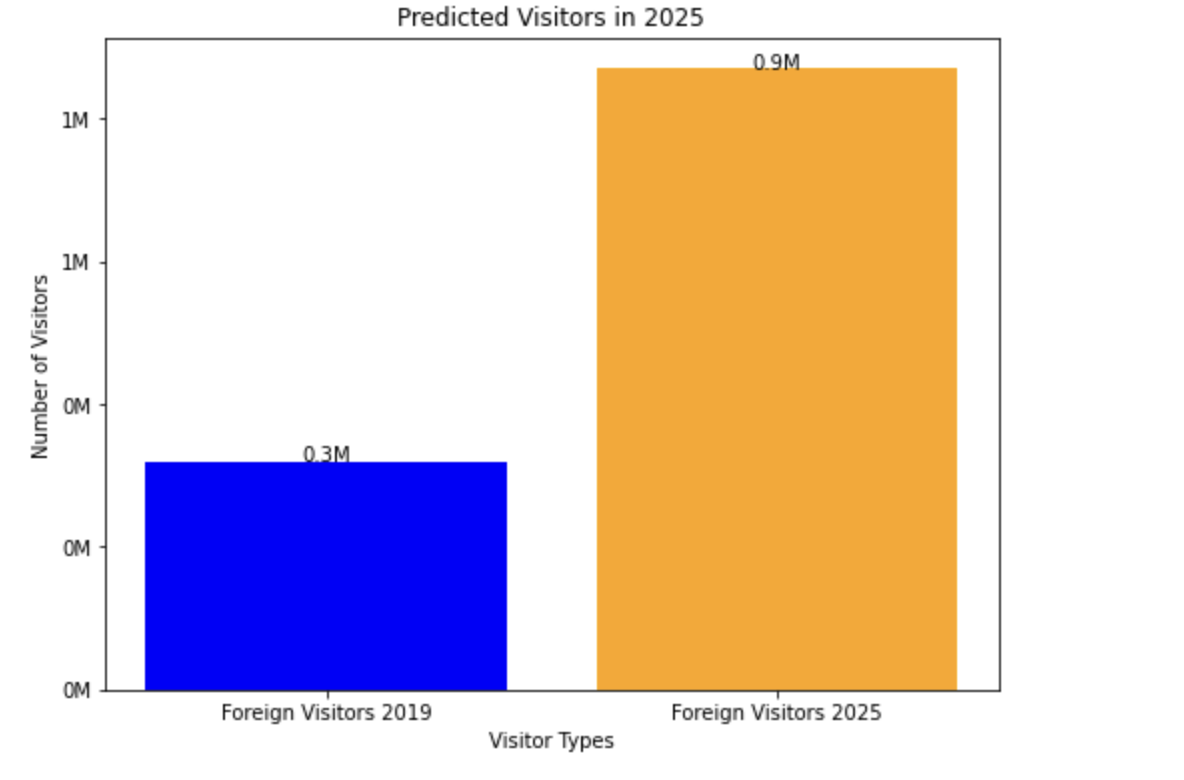 Predicted Visitors in 2025
0.9M
1M
1M
Number of Visitors
0M
0.3M
0M
0M
Foreign Visitors 2019
Foreign Visitors 2025
Visitor Types